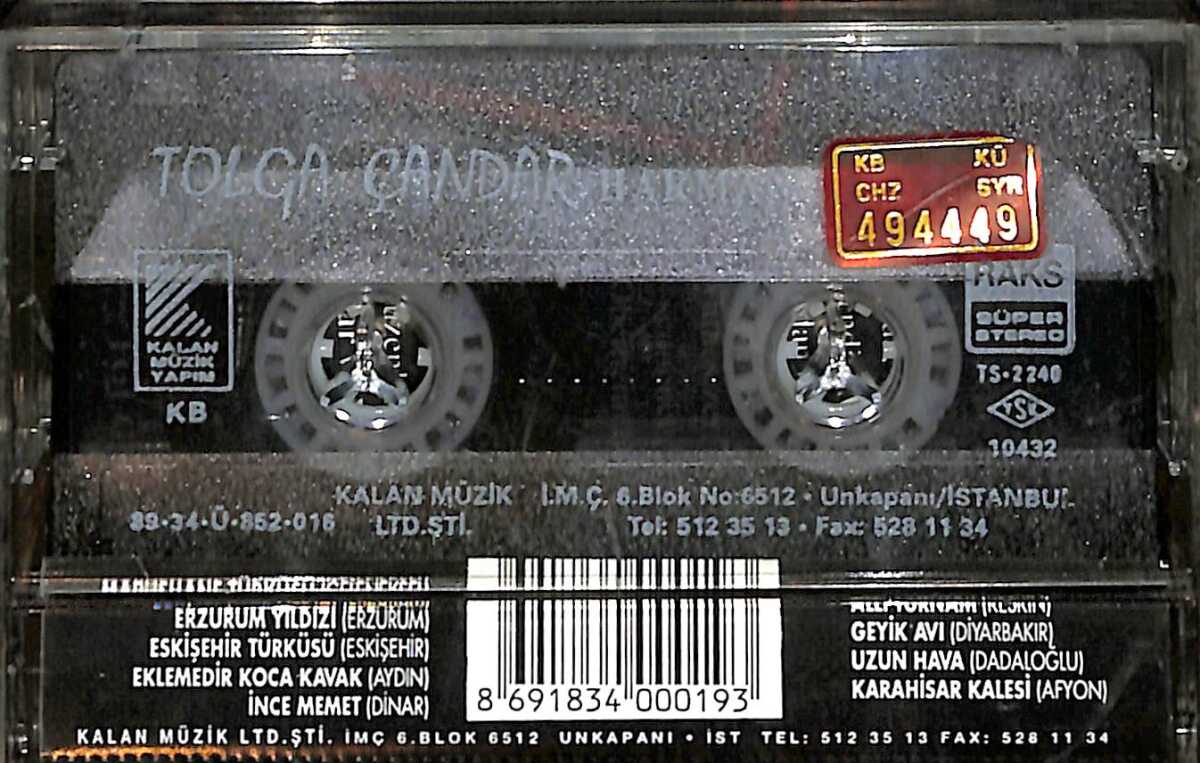 TOLGA ÇANDAR
KB KÜ
CHZ SYR
494449
KALAN
MÜZİK
YAPIM
KB
RAKS
SÜPER
STEREO
TS-2240
TSE
10432
KALAN MÜZİK İ.M.Ç. 6.Blok No:6512 • Unkapanı/İSTANBUL
89-34-Ü-852-016 LTD.ŞTİ. Tel: 512 35 13 • Fax: 528 11 34
ERZURUM YILDIZI (ERZURUM)
ESKİŞEHİR TÜRKÜSÜ (ESKİŞEHİR)
EKLEMEDİR KOCA KAVAK (AYDIN)
İNCE MEMET (DİNAR)
8 691834 000193
(KESKİN)
GEYİK AVI (DİYARBAKIR)
UZUN HAVA (DADALOĞLU)
KARAHİSAR KALESİ (AFYON)
KALAN MÜZİK LTD.ŞTİ. İMÇ 6.BLOK 6512 UNKAPANI • İST TEL: 512 35 13 FAX: 528 11 34